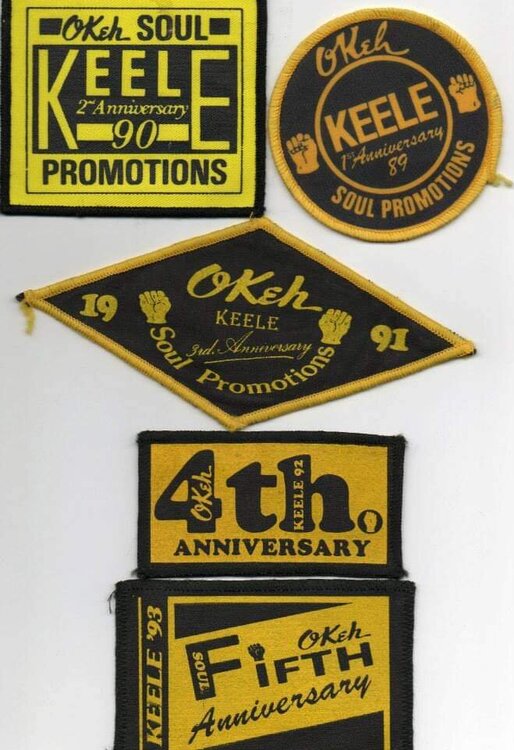 OKeh SOUL
KEELE
2nd Anniversary
90
PROMOTIONS
OKeh
KEELE
1st Anniversary
89
SOUL PROMOTIONS
OKeh
19 KEELE 91
3rd. Anniversary
Soul Promotions
4th.
OKeh
KEELE 92
ANNIVERSARY
KEELE '93
OKeh
SOUL
FIFTH
Anniversary